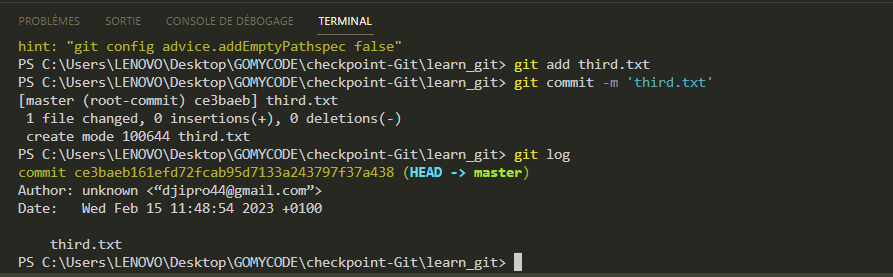 PROBLÈMES SORTIE CONSOLE DE DÉBOGAGE TERMINAL
hint: "git config advice.addEmptyPathspec false"
PS C:\Users\LENOVO\Desktop\GOMYCODE\checkpoint-Git\learn_git> git add third.txt
PS C:\Users\LENOVO\Desktop\GOMYCODE\checkpoint-Git\learn_git> git commit -m 'third.txt'
[master (root-commit) ce3baeb] third.txt
 1 file changed, 0 insertions(+), 0 deletions(-)
 create mode 100644 third.txt
PS C:\Users\LENOVO\Desktop\GOMYCODE\checkpoint-Git\learn_git> git log
commit ce3baeb161efd72fcab95d7133a243797f37a438 (HEAD -> master)
Author: unknown <“djipro44@gmail.com”>
Date:   Wed Feb 15 11:48:54 2023 +0100
    third.txt
PS C:\Users\LENOVO\Desktop\GOMYCODE\checkpoint-Git\learn_git>